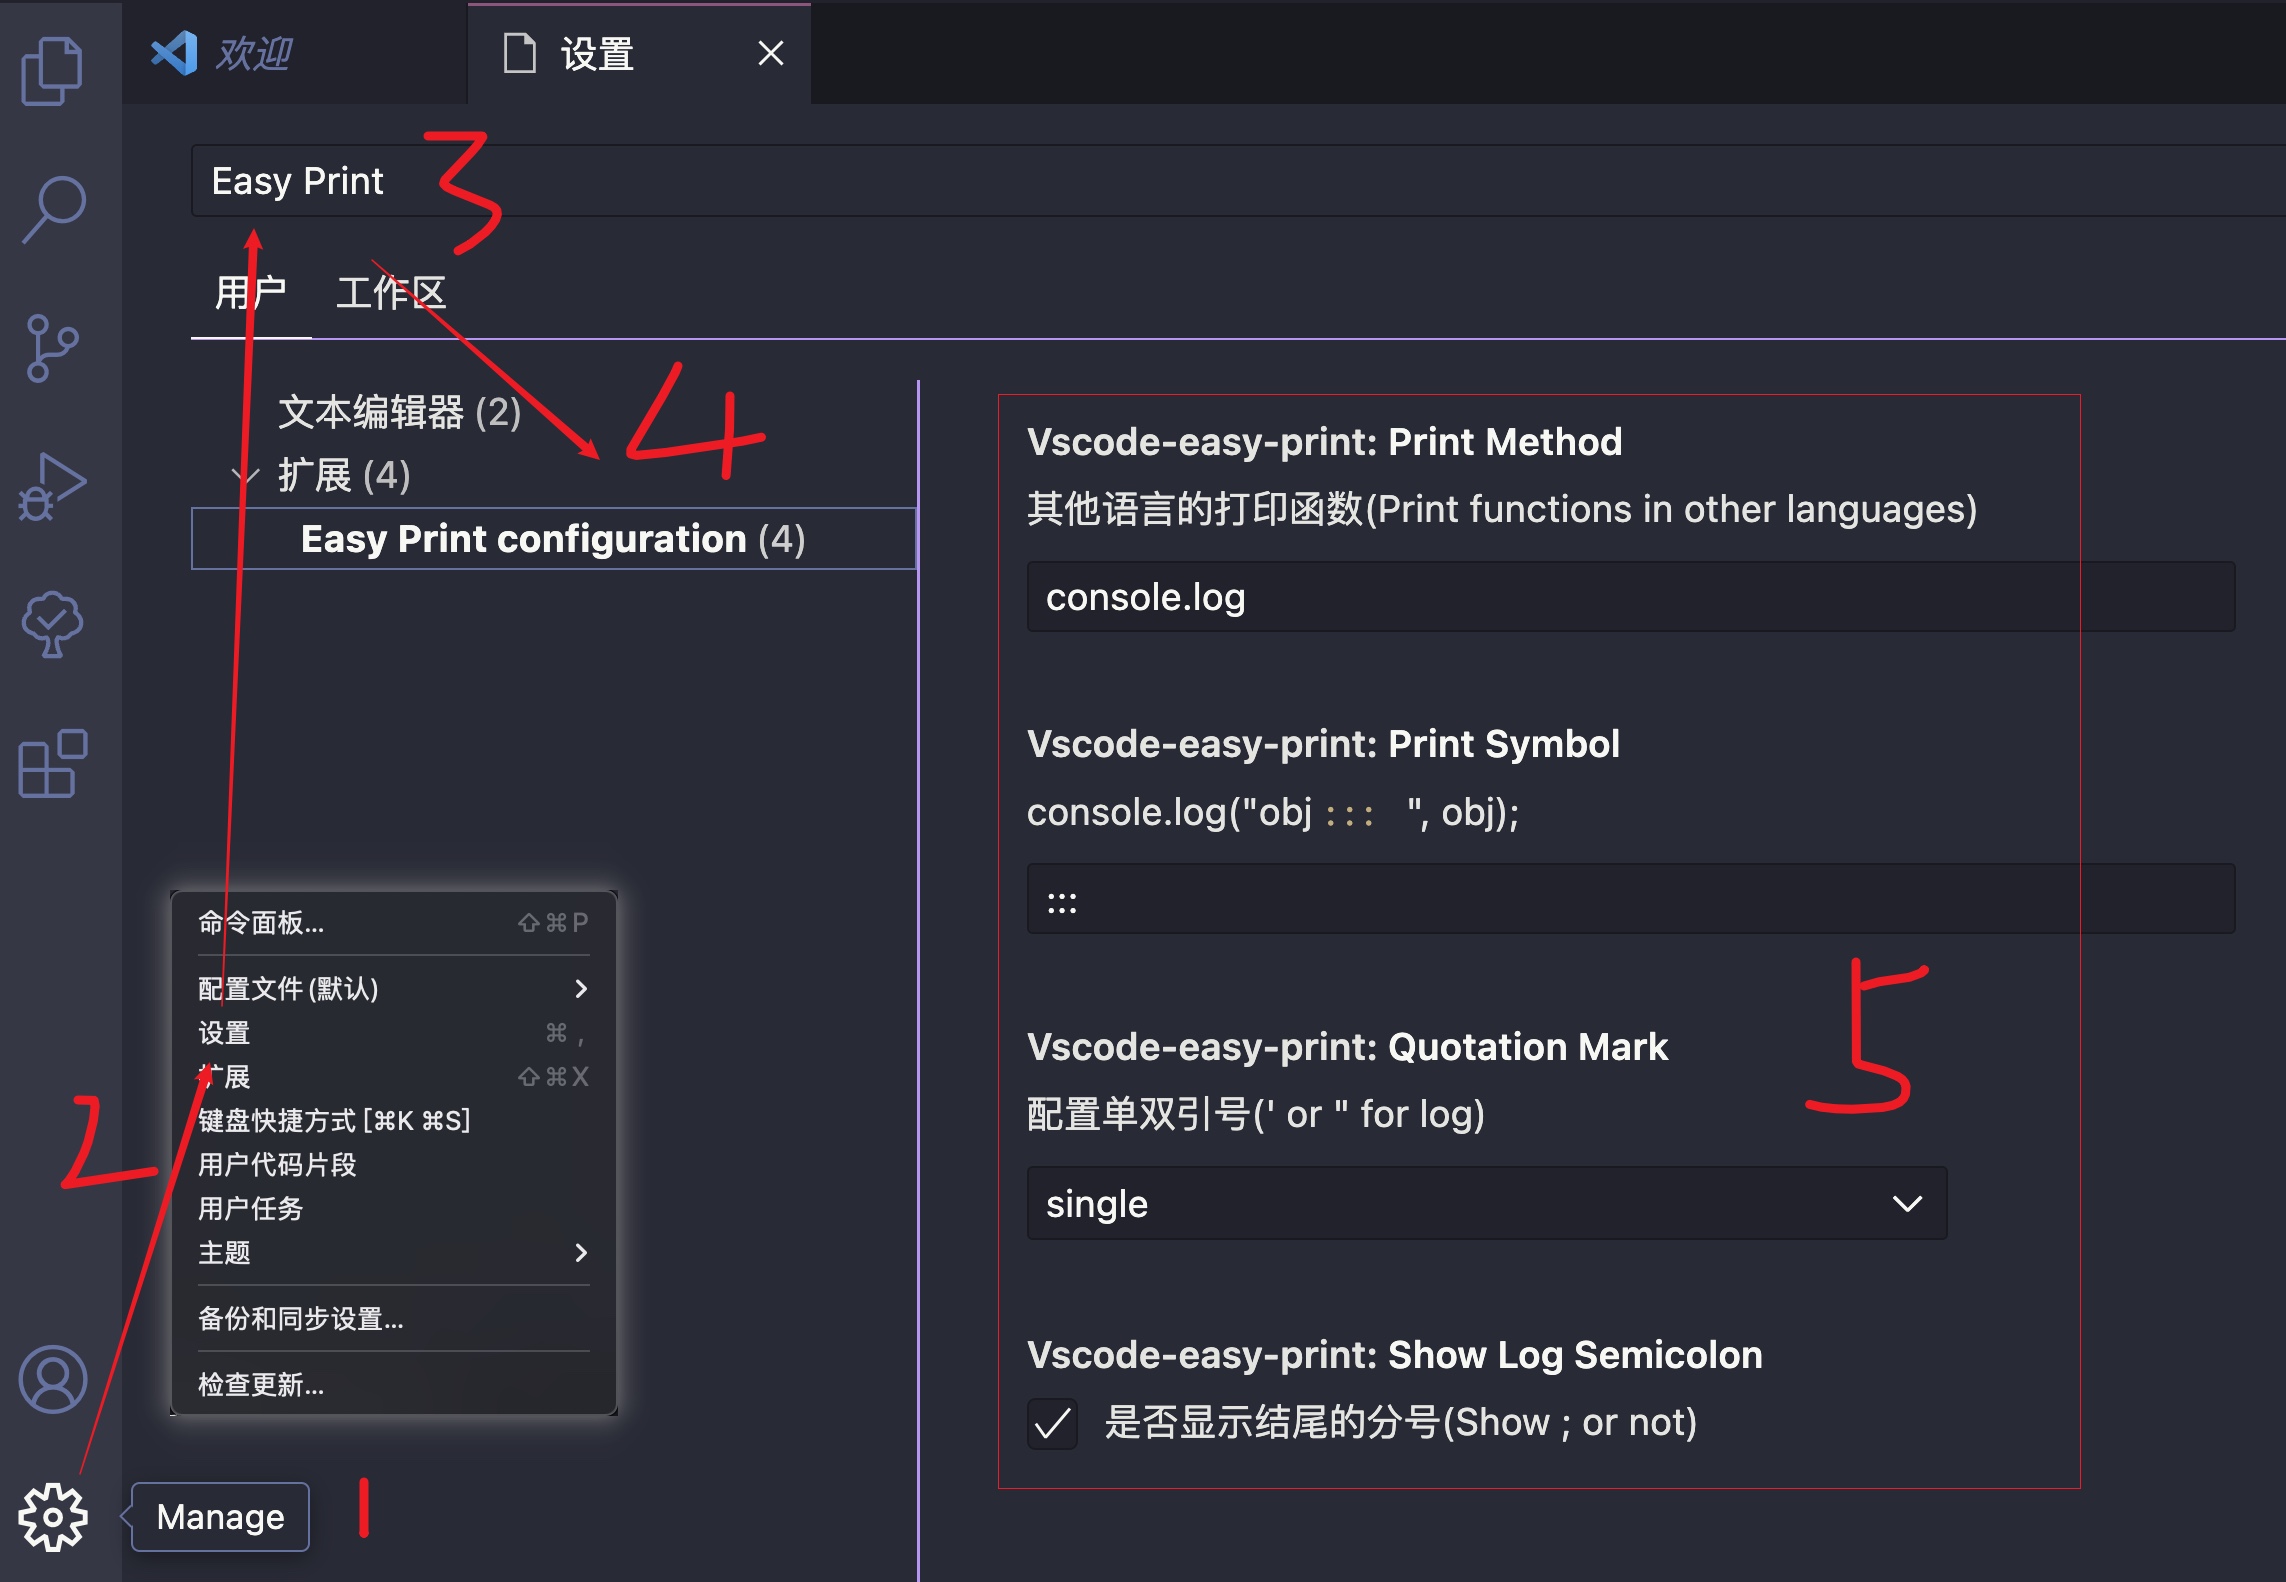 欢迎
设置
Easy Print
3
用户 工作区
文本编辑器 (2)
扩展 (4)
Easy Print configuration (4)
4
命令面板... ⇧⌘P
配置文件 (默认)
设置 ⌘ ,
扩展 ⇧⌘X
键盘快捷方式 [⌘K ⌘S]
用户代码片段
用户任务
主题
备份和同步设置...
检查更新...
2
Manage
1
Vscode-easy-print: Print Method
其他语言的打印函数(Print functions in other languages)
console.log
Vscode-easy-print: Print Symbol
console.log("obj ::: ", obj);
:::
Vscode-easy-print: Quotation Mark
配置单双引号(' or " for log)
single
5
Vscode-easy-print: Show Log Semicolon
是否显示结尾的分号(Show ; or not)